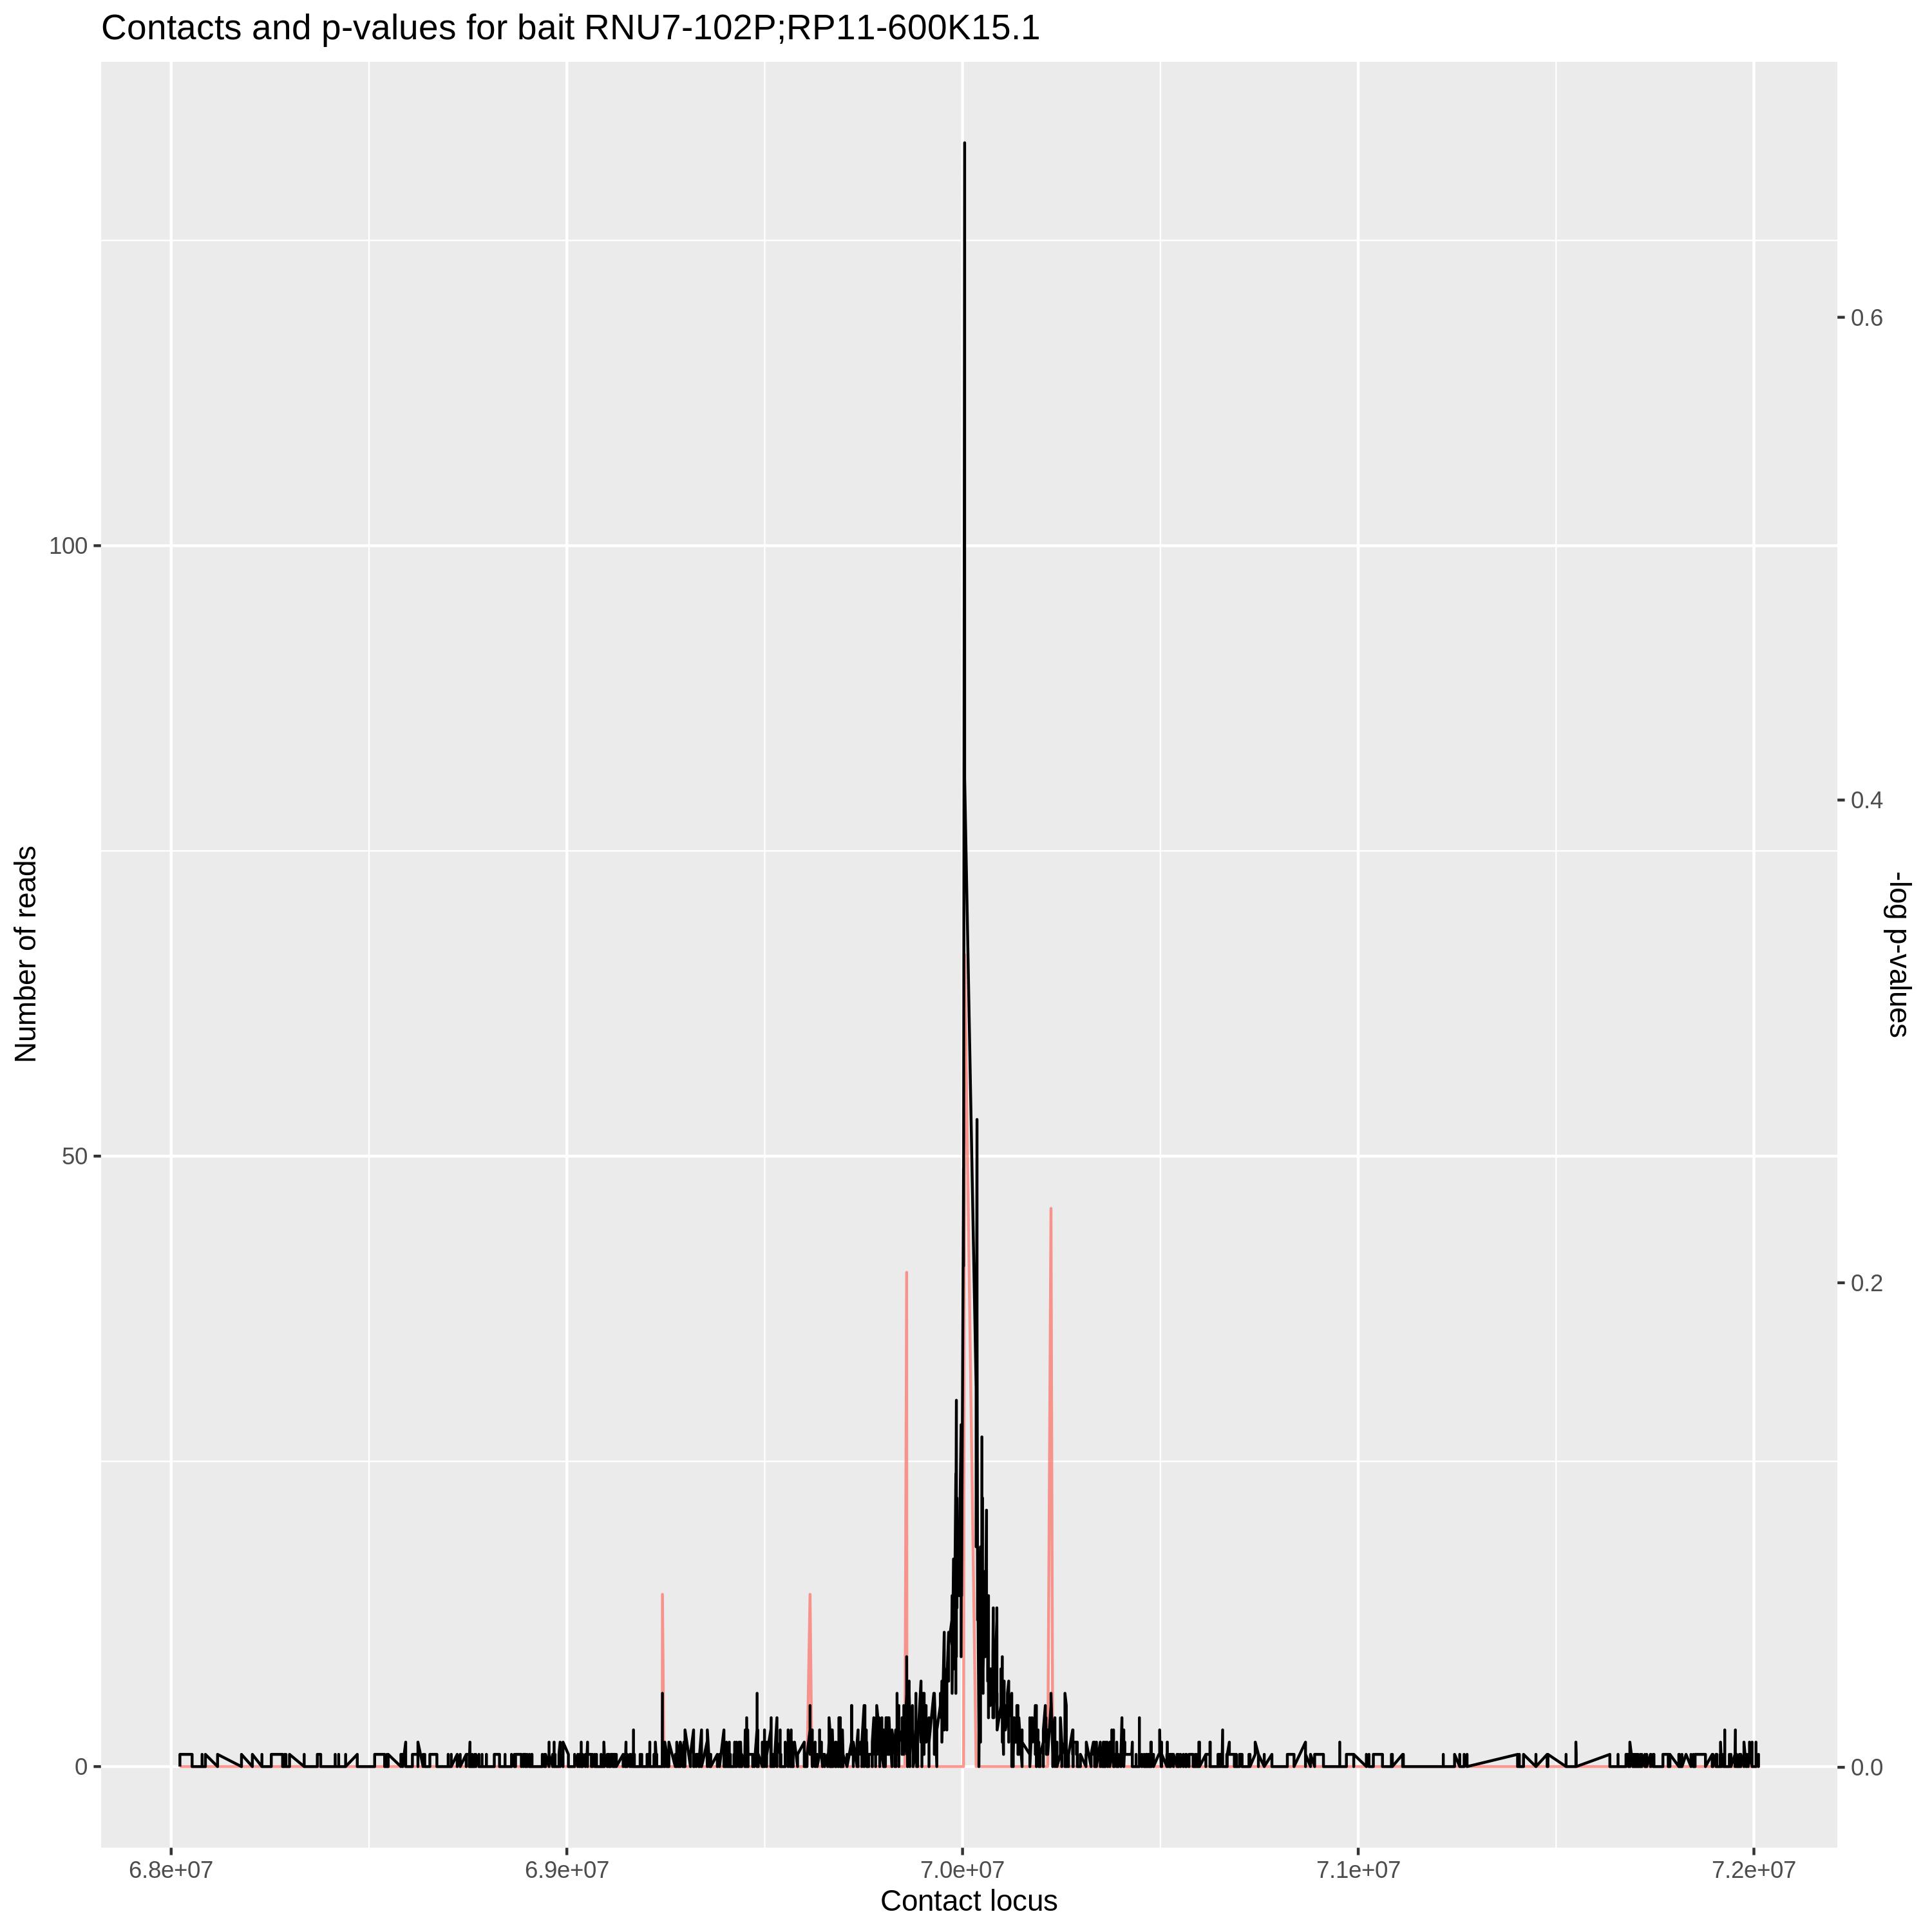 Contacts and p-values for bait RNU7-102P;RP11-600K15.1
Number of reads
100
50
0
0.6
0.4
0.2
0.0
-log p-values
6.8e+07 6.9e+07 7.0e+07 7.1e+07 7.2e+07
Contact locus